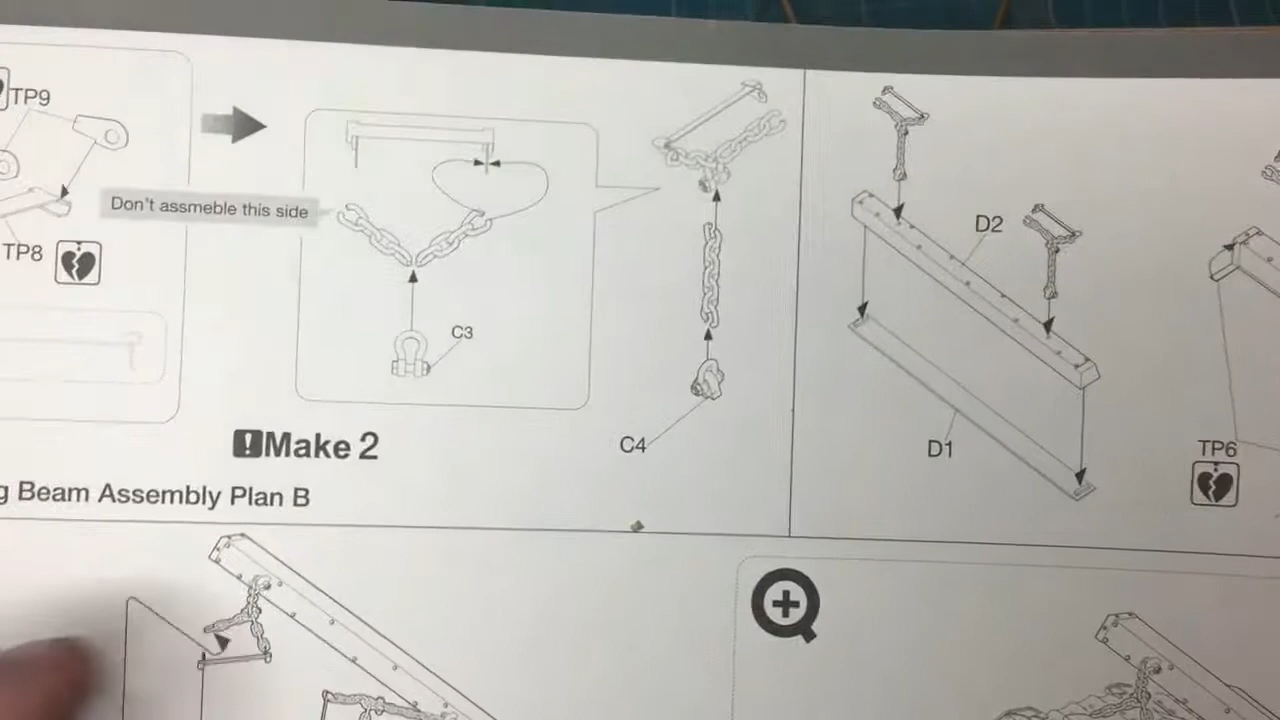 TP9
Don't assmeble this side
TP8
C3
D2
C4
D1
TP6
!Make 2
g Beam Assembly Plan B